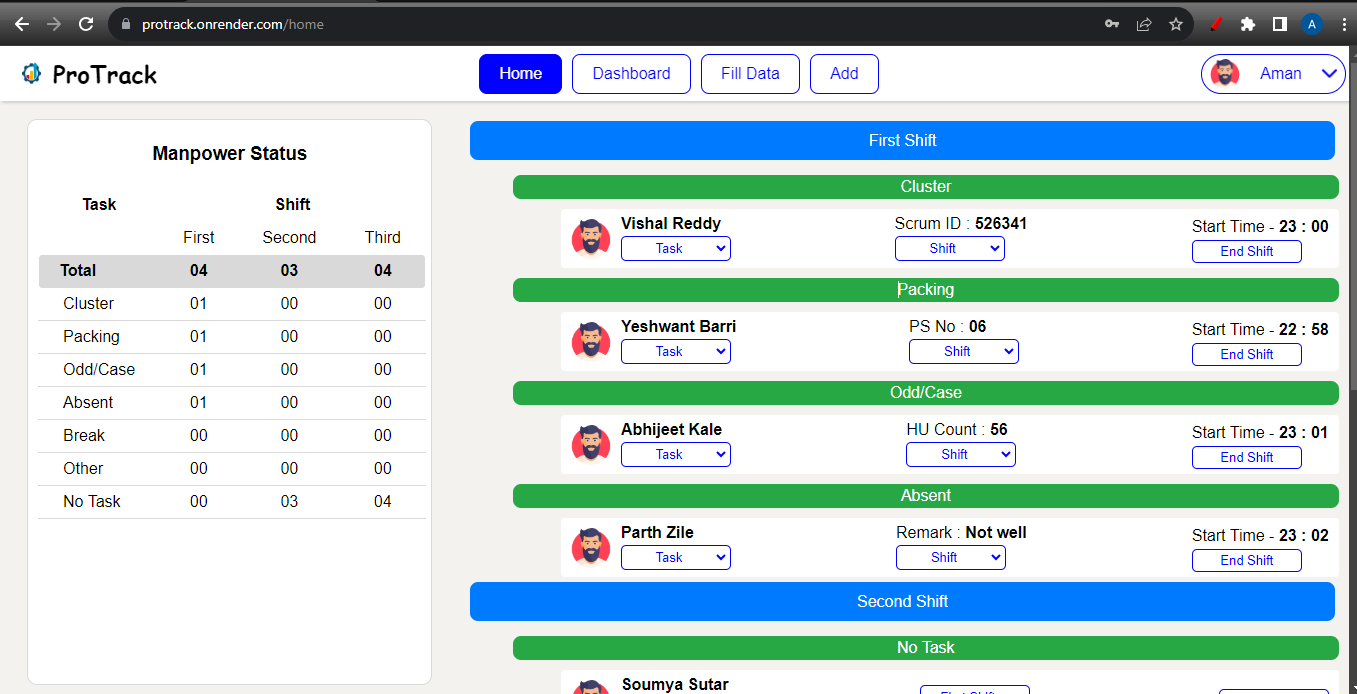 protrack.onrender.com/home
A
ProTrack
Home Dashboard Fill Data Add
Aman
Manpower Status
Task Shift
First Second Third
Total 04 03 04
Cluster 01 00 00
Packing 01 00 00
Odd/Case 01 00 00
Absent 01 00 00
Break 00 00 00
Other 00 00 00
No Task 00 03 04
First Shift
Cluster
Vishal Reddy Scrum ID : 526341 Start Time - 23 : 00
Task Shift End Shift
Packing
Yeshwant Barri PS No : 06 Start Time - 22 : 58
Task Shift End Shift
Odd/Case
Abhijeet Kale HU Count : 56 Start Time - 23 : 01
Task Shift End Shift
Absent
Parth Zile Remark : Not well Start Time - 23 : 02
Task Shift End Shift
Second Shift
No Task
Soumya Sutar